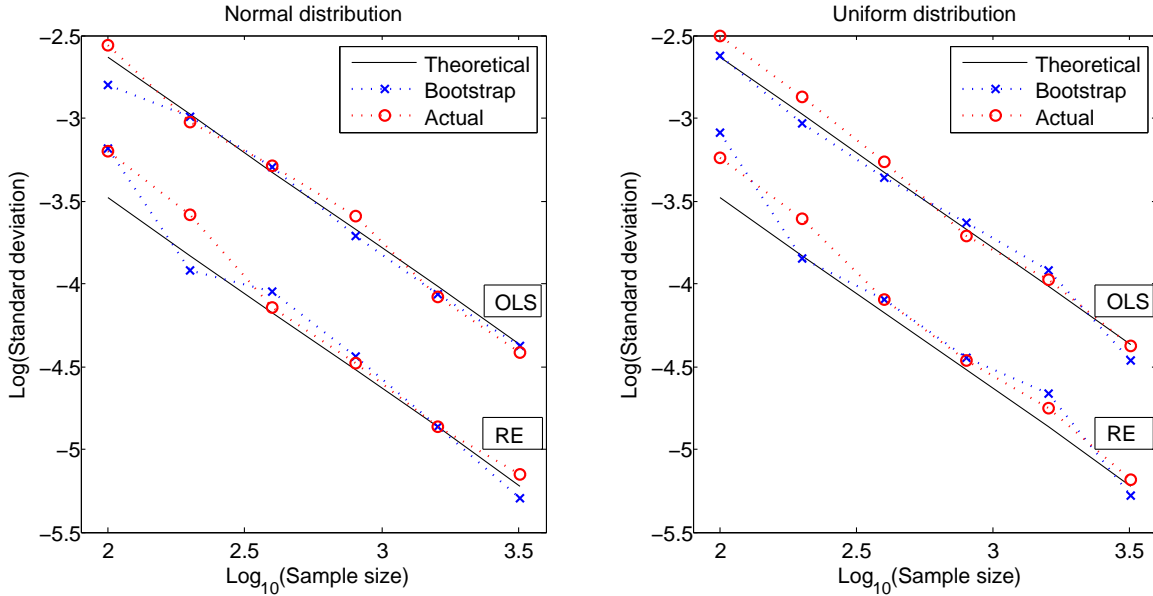 Normal distribution
−2.5
−3
−3.5
−4
−4.5
−5
−5.5
Log(Standard deviation)
Theoretical
Bootstrap
Actual
OLS
RE
2
2.5
3
3.5
Log10(Sample size)
Uniform distribution
−2.5
−3
−3.5
−4
−4.5
−5
−5.5
Log(Standard deviation)
Theoretical
Bootstrap
Actual
OLS
RE
2
2.5
3
3.5
Log10(Sample size)